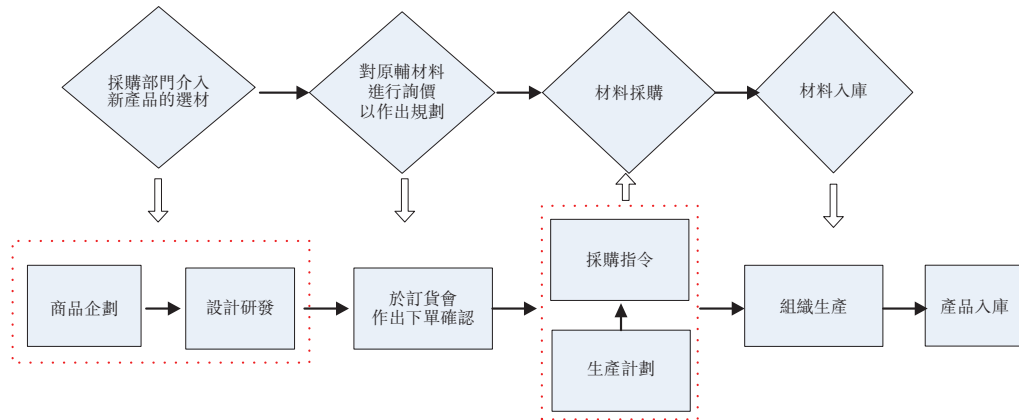 採購部門介入
新產品的選材
對原輔材料
進行詢價
以作出規劃
材料採購
材料入庫
商品企劃
設計研發
於訂貨會
作出下單確認
採購指令
生產計劃
組織生產
產品入庫